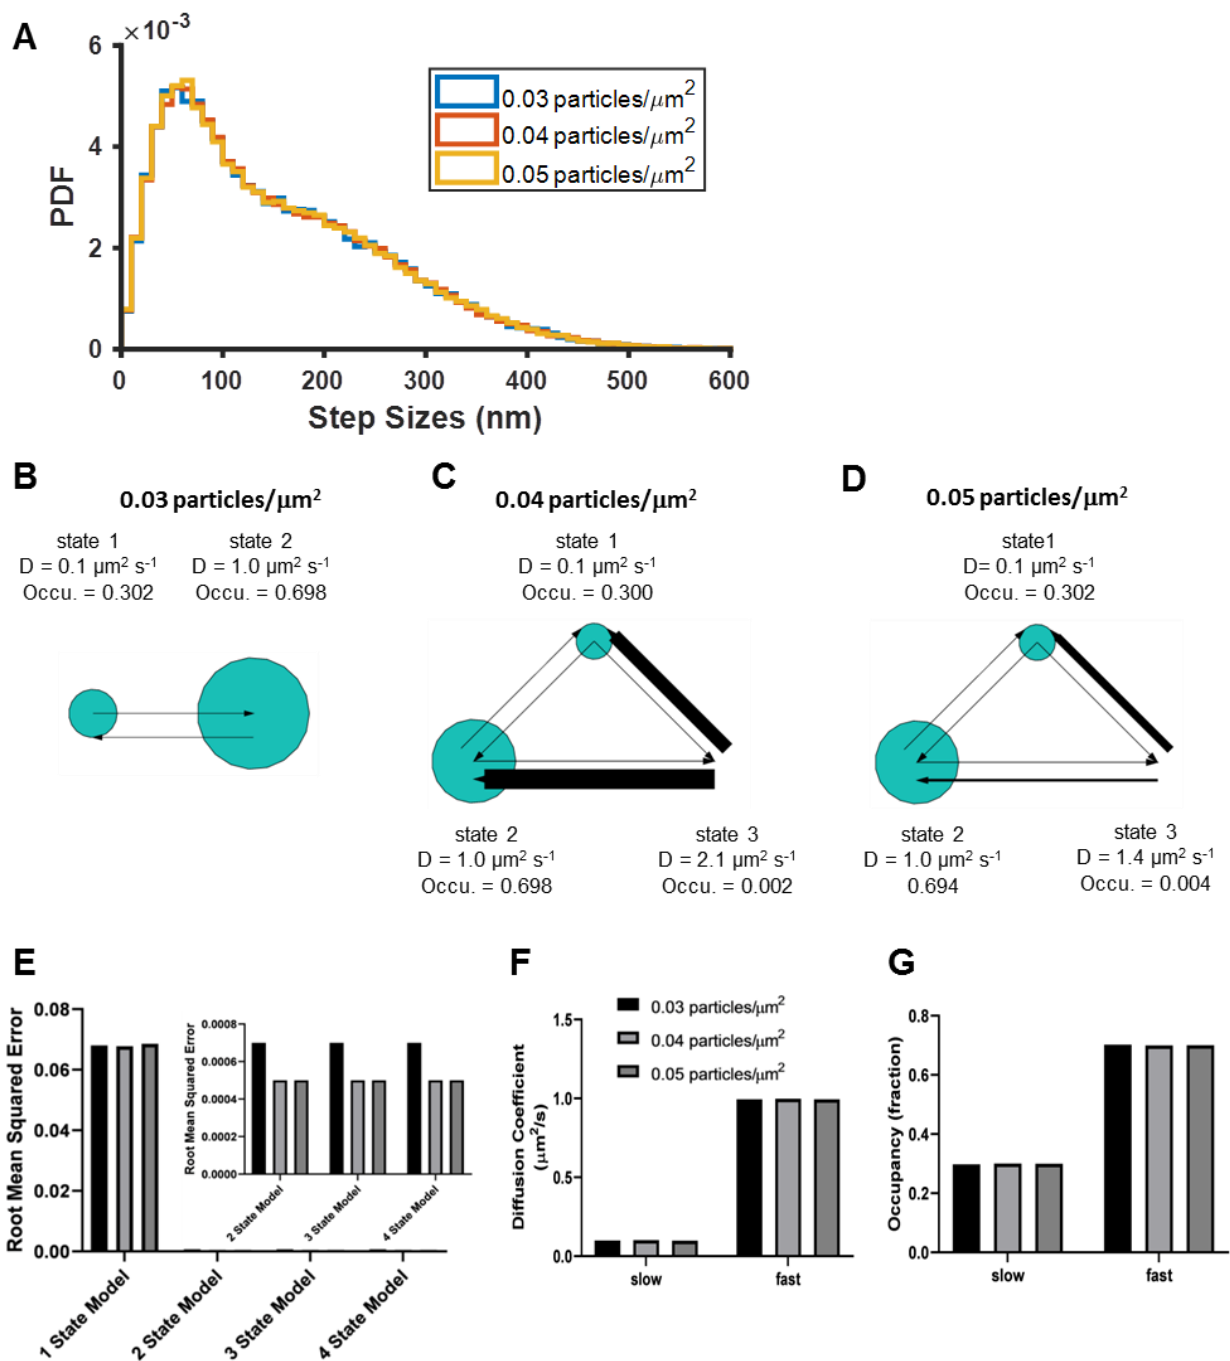 A
×10⁻³
6
4
2
0
PDF
0.03 particles/μm²
0.04 particles/μm²
0.05 particles/μm²
0 100 200 300 400 500 600
Step Sizes (nm)
B
0.03 particles/μm²
state 1
D = 0.1 μm² s⁻¹
Occu. = 0.302
state 2
D = 1.0 μm² s⁻¹
Occu. = 0.698
C
0.04 particles/μm²
state 1
D = 0.1 μm² s⁻¹
Occu. = 0.300
state 2
D = 1.0 μm² s⁻¹
Occu. = 0.698
state 3
D = 2.1 μm² s⁻¹
Occu. = 0.002
D
0.05 particles/μm²
state1
D= 0.1 μm² s⁻¹
Occu. = 0.302
state 2
D = 1.0 μm² s⁻¹
0.694
state 3
D = 1.4 μm² s⁻¹
Occu. = 0.004
E
Root Mean Squared Error
0.08
0.06
0.04
0.02
0.00
1 State Model
2 State Model
3 State Model
4 State Model
Root Mean Squared Error
0.0008
0.0006
0.0004
0.0002
0.0000
2 State Model
3 State Model
4 State Model
F
Diffusion Coefficient
(μm²/s)
1.5
1.0
0.5
0.0
0.03 particles/μm²
0.04 particles/μm²
0.05 particles/μm²
slow fast
G
Occupancy (fraction)
0.8
0.6
0.4
0.2
0.0
slow fast